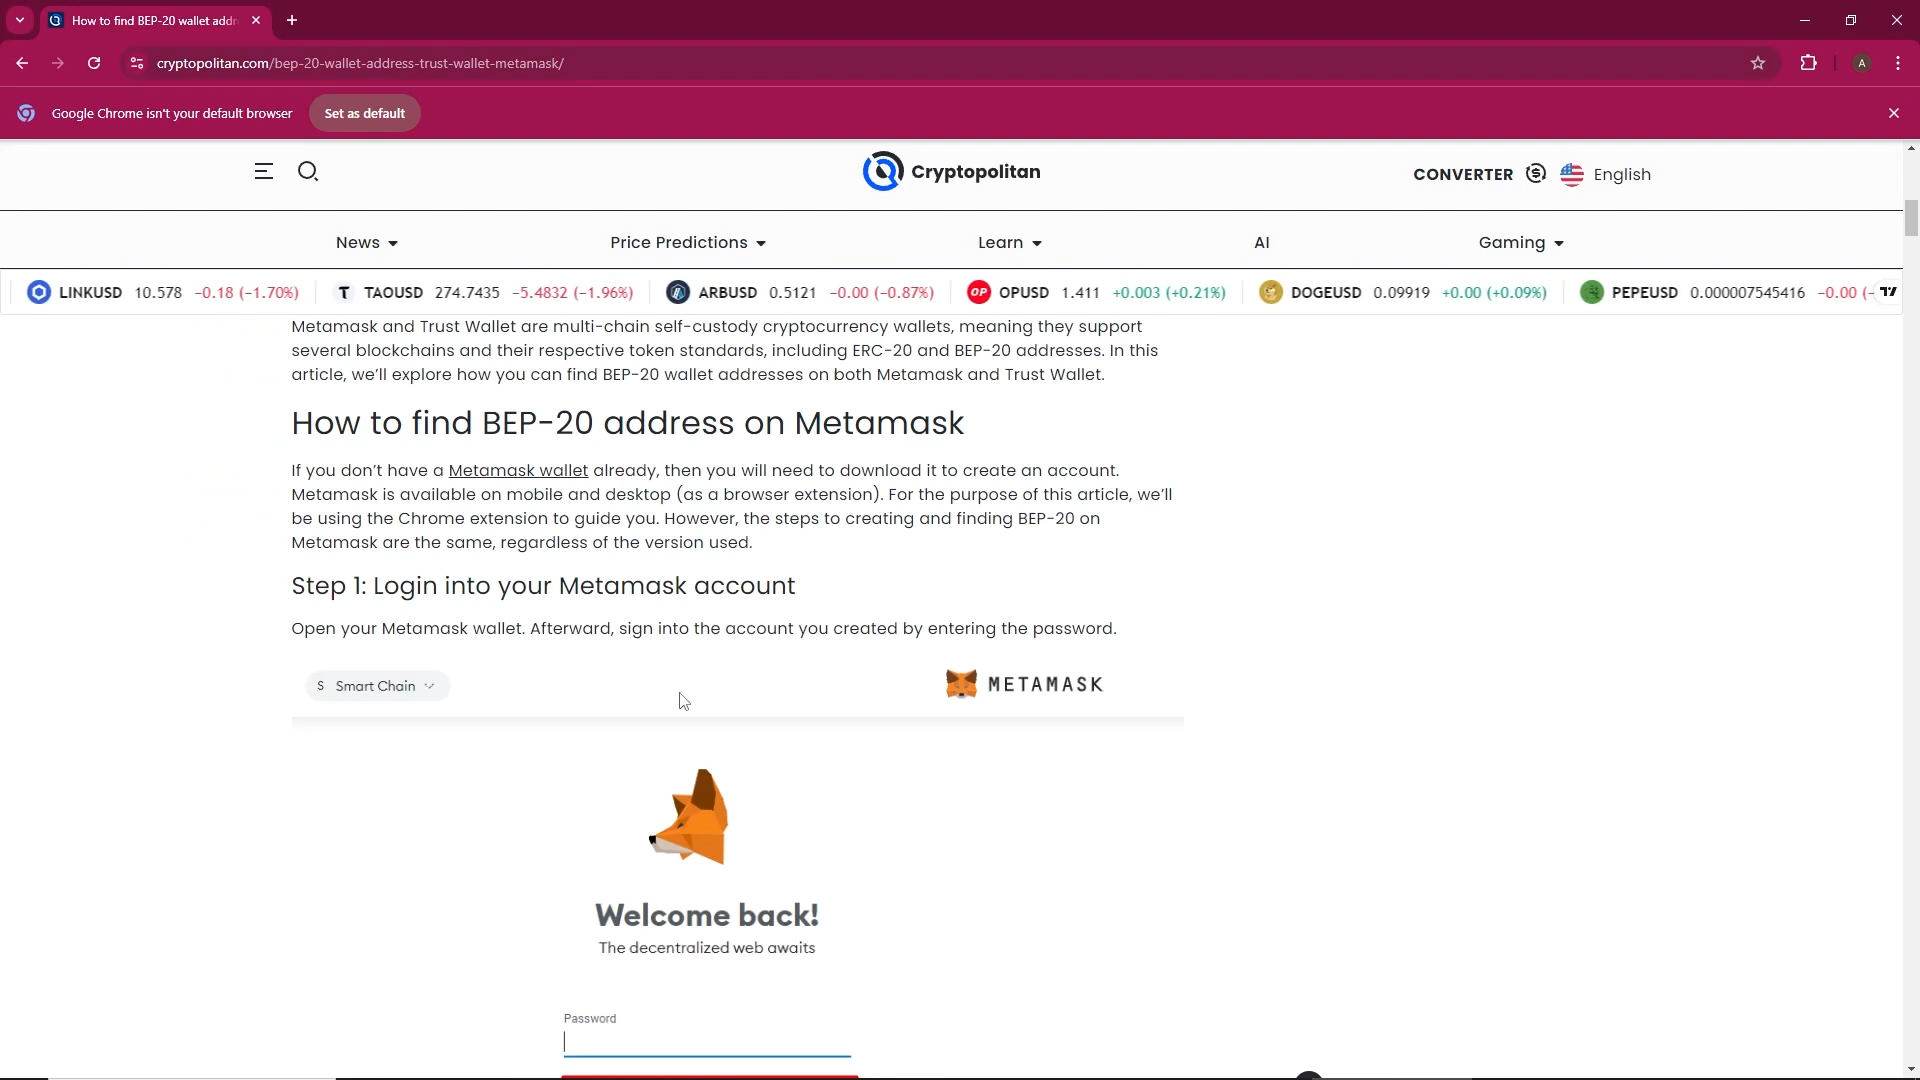 How to find BEP-20 wallet addr
cryptopolitan.com/bep-20-wallet-address-trust-wallet-metamask/
A
Google Chrome isn't your default browser
Set as default
Cryptopolitan
CONVERTER
English
News
Price Predictions
Learn
AI
Gaming
LINKUSD 10.578 −0.18 (−1.70%)
T TAOUSD 274.7435 −5.4832 (−1.96%)
ARBUSD 0.5121 −0.00 (−0.87%)
OP OPUSD 1.411 +0.003 (+0.21%)
DOGEUSD 0.09919 +0.00 (+0.09%)
PEPEUSD 0.000007545416 −0.00 (−
Metamask and Trust Wallet are multi-chain self-custody cryptocurrency wallets, meaning they support
several blockchains and their respective token standards, including ERC-20 and BEP-20 addresses. In this
article, we'll explore how you can find BEP-20 wallet addresses on both Metamask and Trust Wallet.
How to find BEP-20 address on Metamask
If you don't have a Metamask wallet already, then you will need to download it to create an account.
Metamask is available on mobile and desktop (as a browser extension). For the purpose of this article, we'll
be using the Chrome extension to guide you. However, the steps to creating and finding BEP-20 on
Metamask are the same, regardless of the version used.
Step 1: Login into your Metamask account
Open your Metamask wallet. Afterward, sign into the account you created by entering the password.
S Smart Chain
METAMASK
Welcome back!
The decentralized web awaits
Password